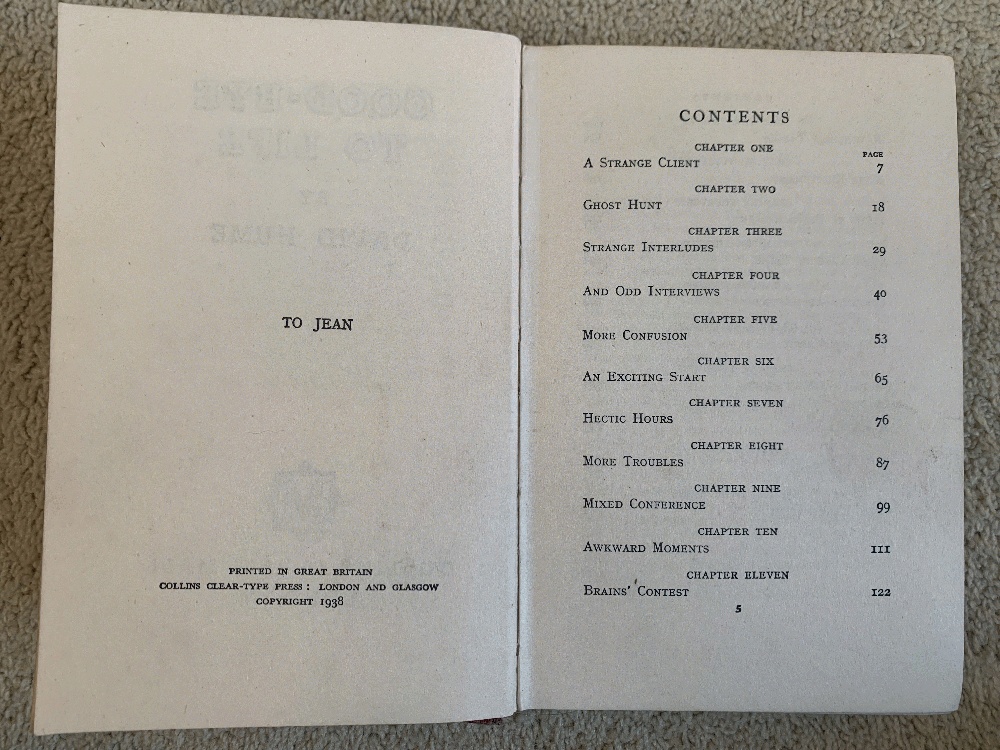 TO JEAN
PRINTED IN GREAT BRITAIN
COLLINS CLEAR-TYPE PRESS : LONDON AND GLASGOW
COPYRIGHT 1938
CONTENTS
CHAPTER ONE
PAGE
A STRANGE CLIENT 7
CHAPTER TWO
GHOST HUNT 18
CHAPTER THREE
STRANGE INTERLUDES 29
CHAPTER FOUR
AND ODD INTERVIEWS 40
CHAPTER FIVE
MORE CONFUSION 53
CHAPTER SIX
AN EXCITING START 65
CHAPTER SEVEN
HECTIC HOURS 76
CHAPTER EIGHT
MORE TROUBLES 87
CHAPTER NINE
MIXED CONFERENCE 99
CHAPTER TEN
AWKWARD MOMENTS 111
CHAPTER ELEVEN
BRAINS' CONTEST 122
5